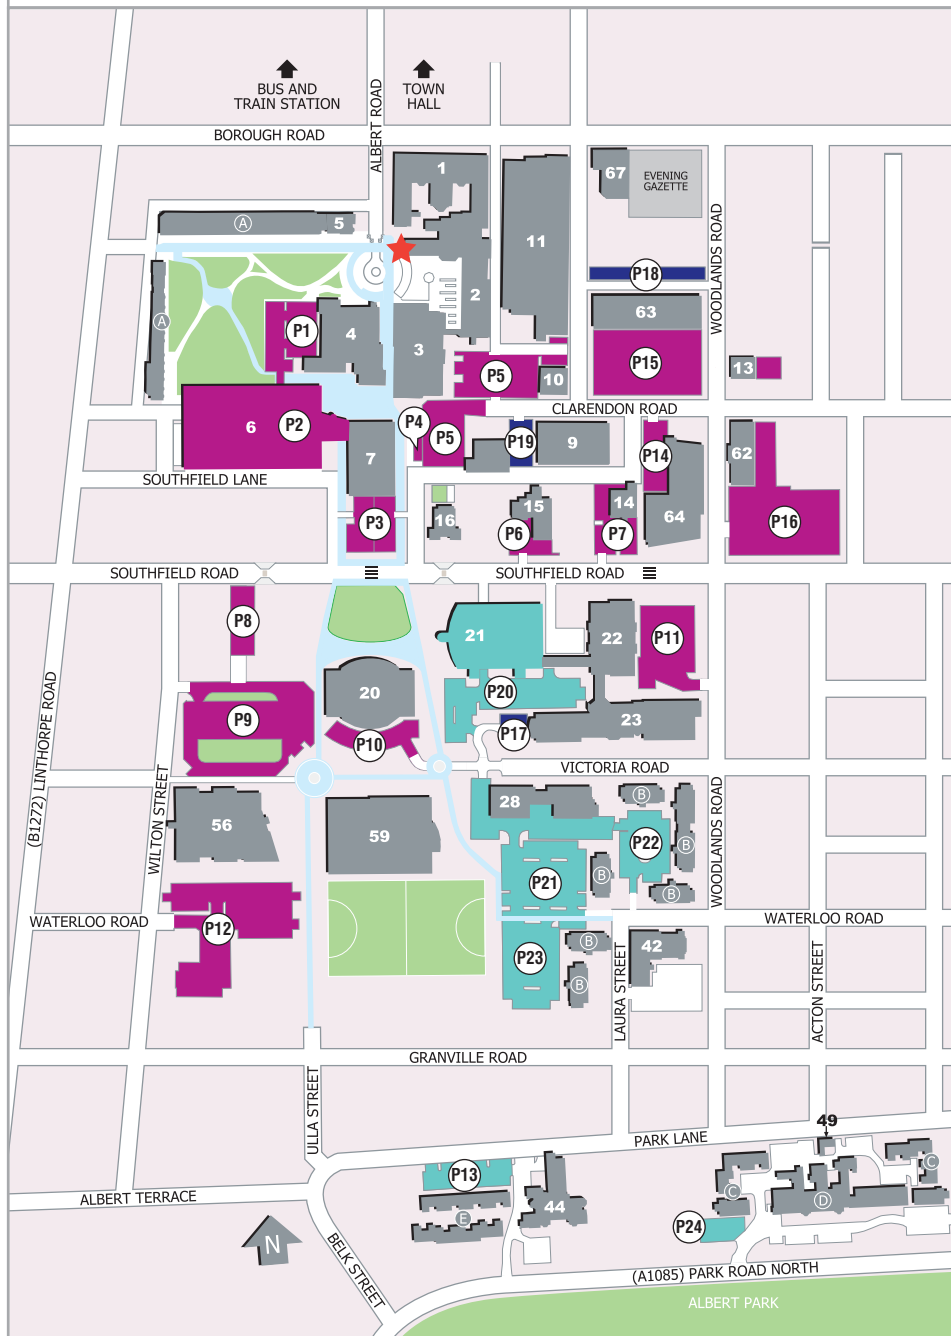 BUS AND
TRAIN STATION
TOWN
HALL
ALBERT ROAD
BOROUGH ROAD
1
67
EVENING
GAZETTE
A
5
11
WOODLANDS ROAD
P18
2
63
A
P1
4
3
P15
13
P5
10
CLARENDON ROAD
6
P2
P4
P5
P19
9
7
P14
62
SOUTHFIELD LANE
P3
16
15
14
64
P6
P7
P16
SOUTHFIELD ROAD
SOUTHFIELD ROAD
P8
21
22
P11
20
P20
P9
P10
P17
23
(B1272) LINTHORPE ROAD
VICTORIA ROAD
WILTON STREET
28
B
WOODLANDS ROAD
56
59
P22
B
P21
B
B
WATERLOO ROAD
P12
WATERLOO ROAD
B
42
P23
B
LAURA STREET
ACTON STREET
GRANVILLE ROAD
ULLA STREET
49
PARK LANE
P13
C
C
ALBERT TERRACE
44
D
E
P24
N
BELK STREET
(A1085) PARK ROAD NORTH
ALBERT PARK